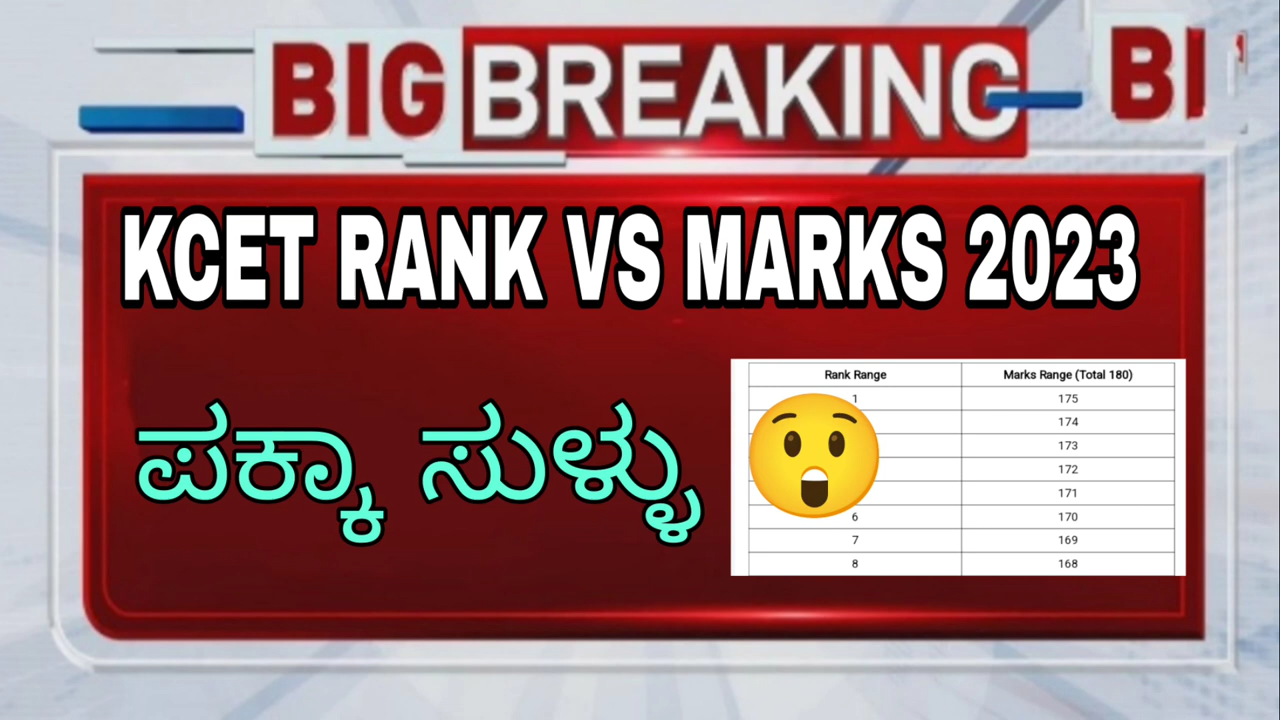 BIG BREAKING BI
KCET RANK VS MARKS 2023
ಪಕ್ಕಾ ಸುಳ್ಳು
Rank Range Marks Range (Total 180)
1 175
174
173
172
171
6 170
7 169
8 168